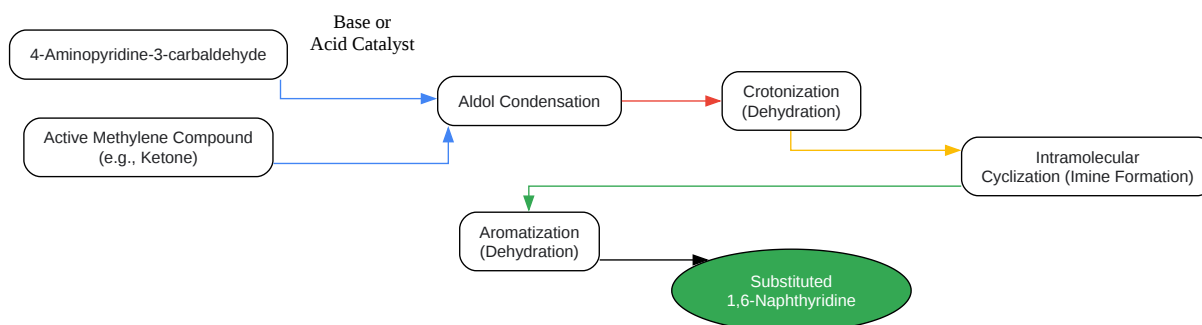 Base or
Acid Catalyst
4-Aminopyridine-3-carbaldehyde
Active Methylene Compound
(e.g., Ketone)
Aldol Condensation
Crotonization
(Dehydration)
Intramolecular
Cyclization (Imine Formation)
Aromatization
(Dehydration)
Substituted
1,6-Naphthyridine